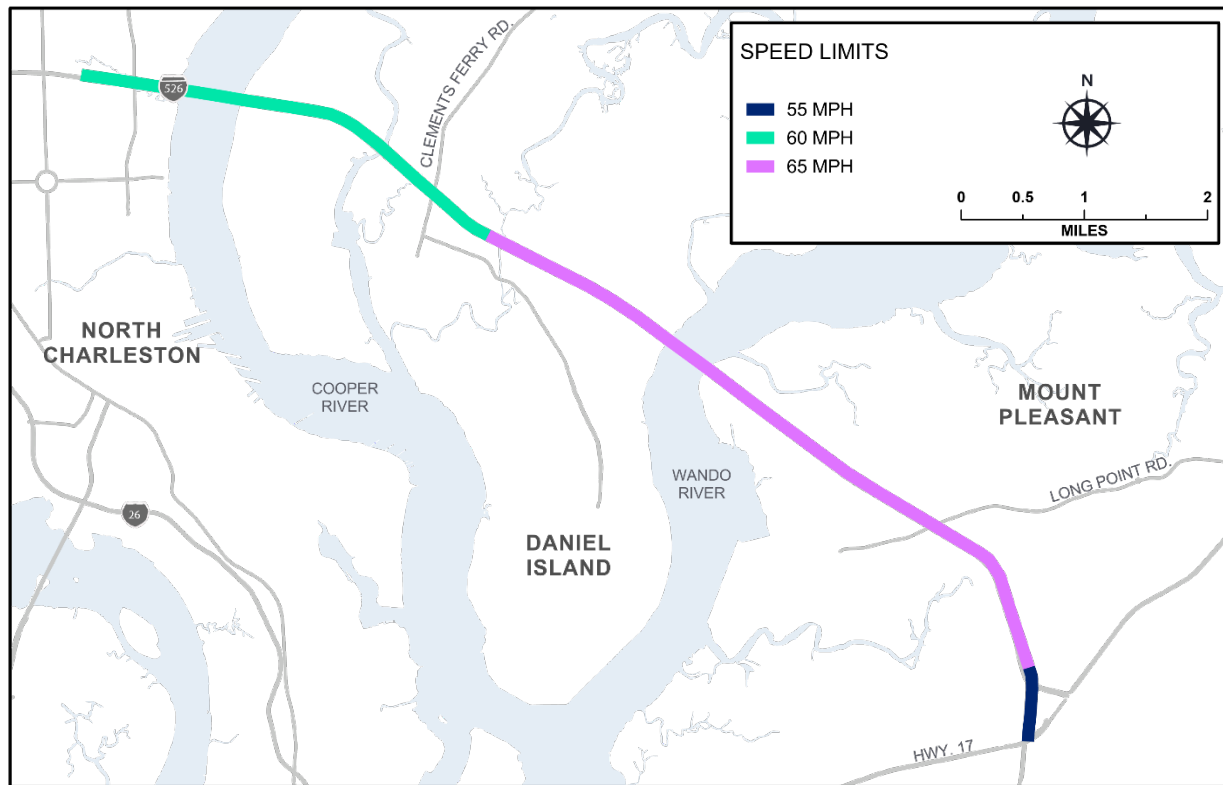 SPEED LIMITS
55 MPH
60 MPH
65 MPH
N
0 0.5 1 2
MILES
526
CLEMENTS FERRY RD.
NORTH
CHARLESTON
COOPER
RIVER
MOUNT
PLEASANT
WANDO
RIVER
LONG POINT RD.
26
DANIEL
ISLAND
HWY. 17